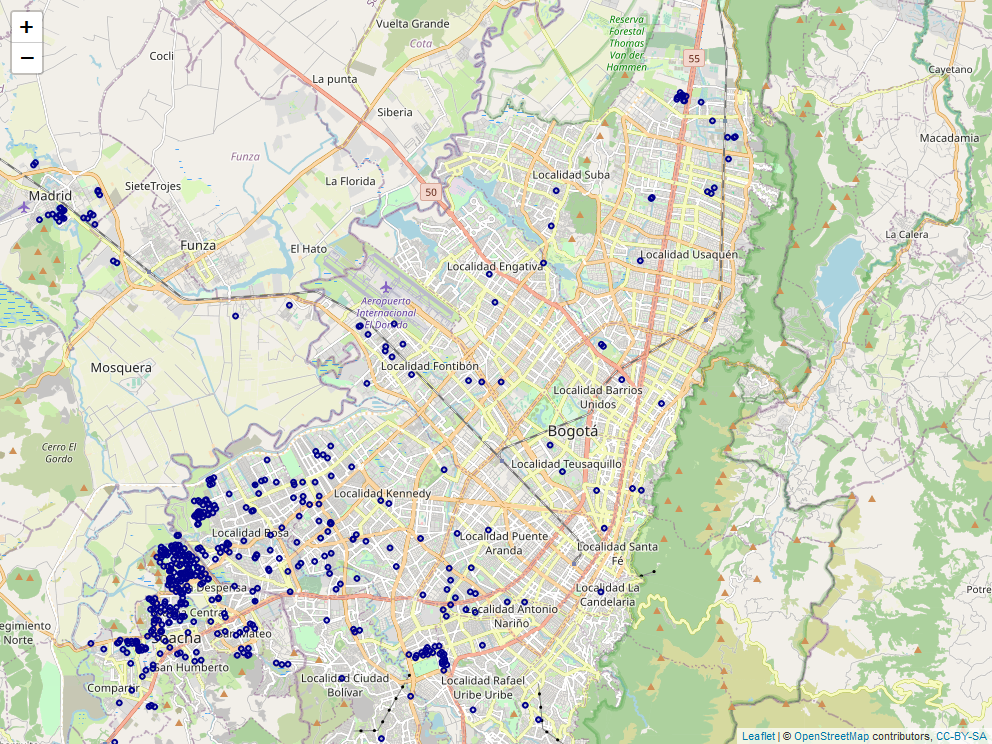 +
−
Vuelta Grande
Cota
Cocli
La punta
Siberia
Funza
SieteTrojes
La Florida
Madrid
Funza
El Hato
Mosquera
Cerro El
Gordo
Reserva
Forestal
Thomas
Van der
Hammen
55
50
Cayetano
Macadamia
La Calera
Localidad Suba
Localidad Usaquén
Localidad Engativa
Aeropuerto
Internacional
El Dorado
Localidad Fontibón
Localidad Barrios
Unidos
Bogotá
Localidad Teusaquillo
Localidad Kennedy
Localidad Bosa
Localidad Puente
Aranda
Localidad Santa
Fé
Localidad La
Candelaria
Localidad Antonio
Nariño
Despensa
Central
Soacha
San Mateo
San Humberto
Compartir
Localidad Ciudad
Bolívar
Localidad Rafael
Uribe Uribe
egimiento
Norte
Potre
Leaflet | © OpenStreetMap contributors, CC-BY-SA